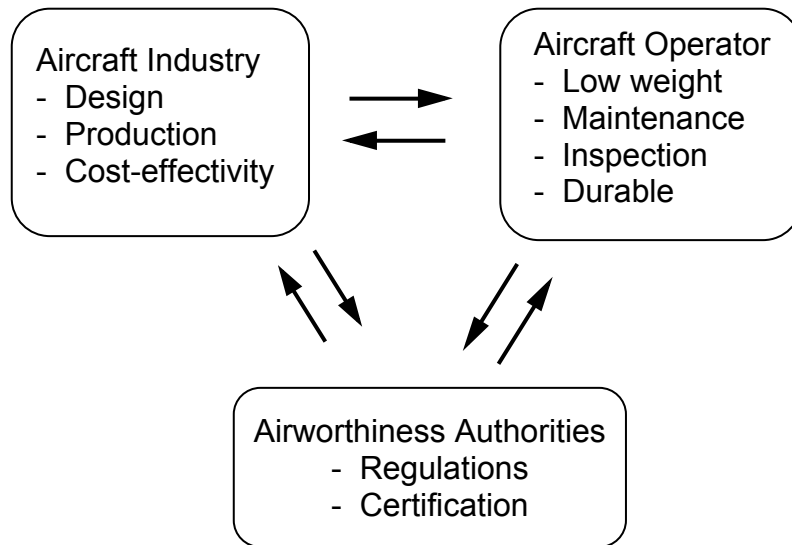 Aircraft Industry
- Design
- Production
- Cost-effectivity
Aircraft Operator
- Low weight
- Maintenance
- Inspection
- Durable
Airworthiness Authorities
- Regulations
- Certification